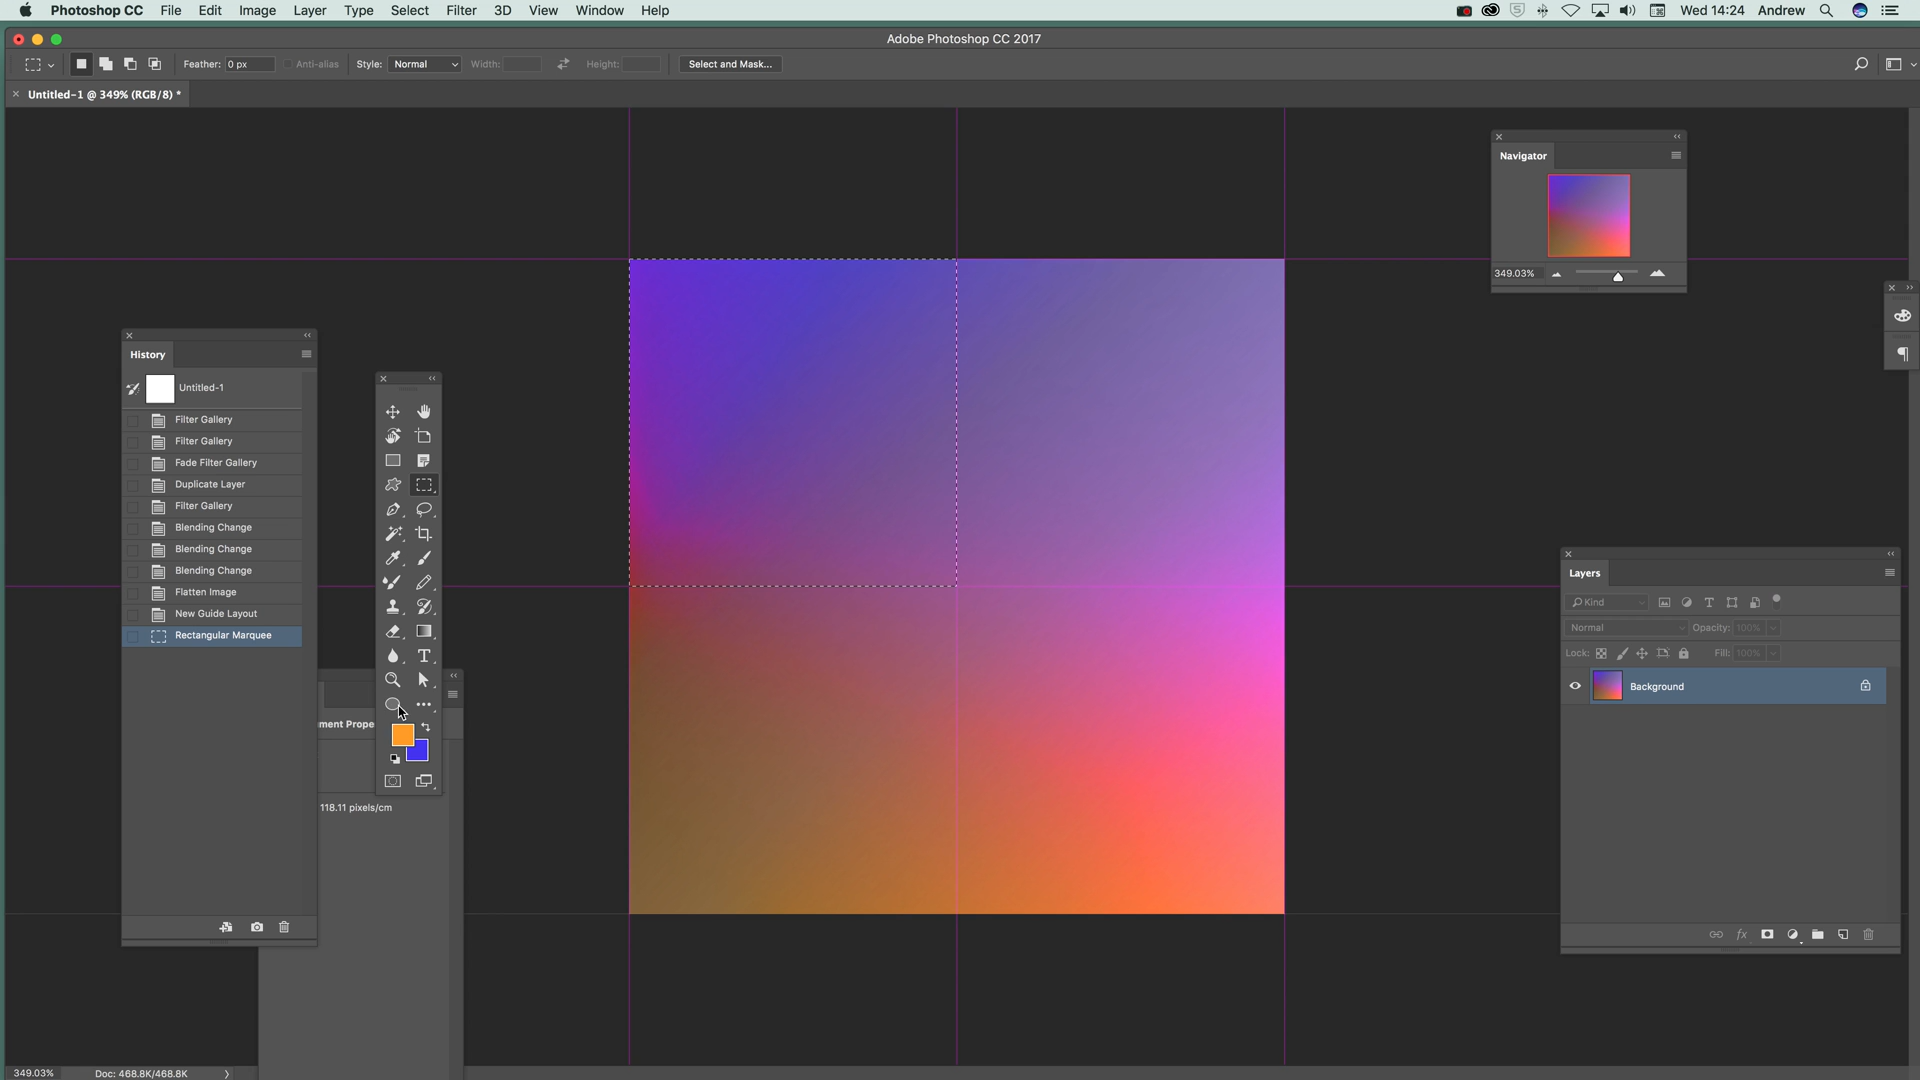 Photoshop CC File Edit Image Layer Type Select Filter 3D View Window Help Wed 14:24 Andrew
Adobe Photoshop CC 2017
Feather: 0 px Anti-alias Style: Normal Width: Height: Select and Mask...
× Untitled-1 @ 349% (RGB/8) *
Navigator
349.03%
History
Untitled-1
Filter Gallery
Filter Gallery
Fade Filter Gallery
Duplicate Layer
Filter Gallery
Blending Change
Blending Change
Blending Change
Flatten Image
New Guide Layout
Rectangular Marquee
ment Prope
118.11 pixels/cm
Layers
Kind
Normal Opacity: 100%
Lock: Fill: 100%
Background
fx
349.03% Doc: 468.8K/468.8K